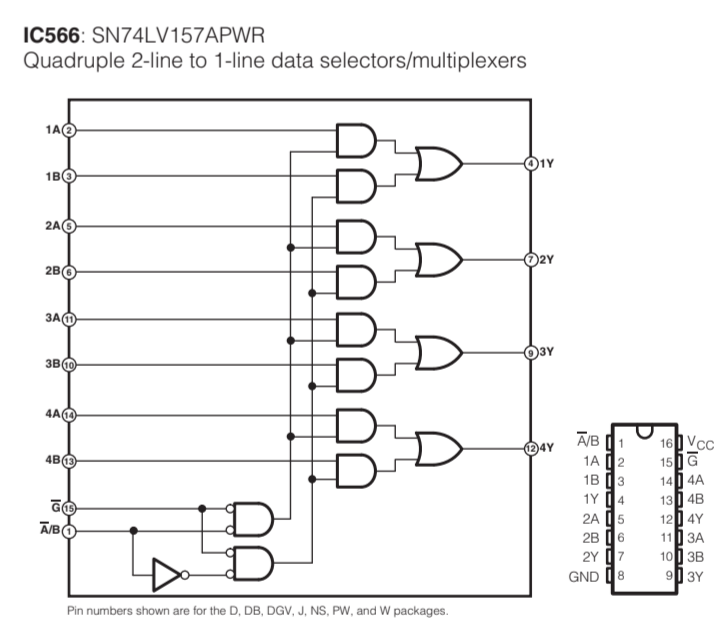 IC566: SN74LV157APWR
Quadruple 2-line to 1-line data selectors/multiplexers
1A 2
4 1Y
1B 3
2A 5
7 2Y
2B 6
3A 11
9 3Y
3B 10
4A 14
12 4Y
4B 13
G̅ 15
A̅/B 1
A̅/B 1 16 VCC
1A 2 15 G̅
1B 3 14 4A
1Y 4 13 4B
2A 5 12 4Y
2B 6 11 3A
2Y 7 10 3B
GND 8 9 3Y
Pin numbers shown are for the D, DB, DGV, J, NS, PW, and W packages.